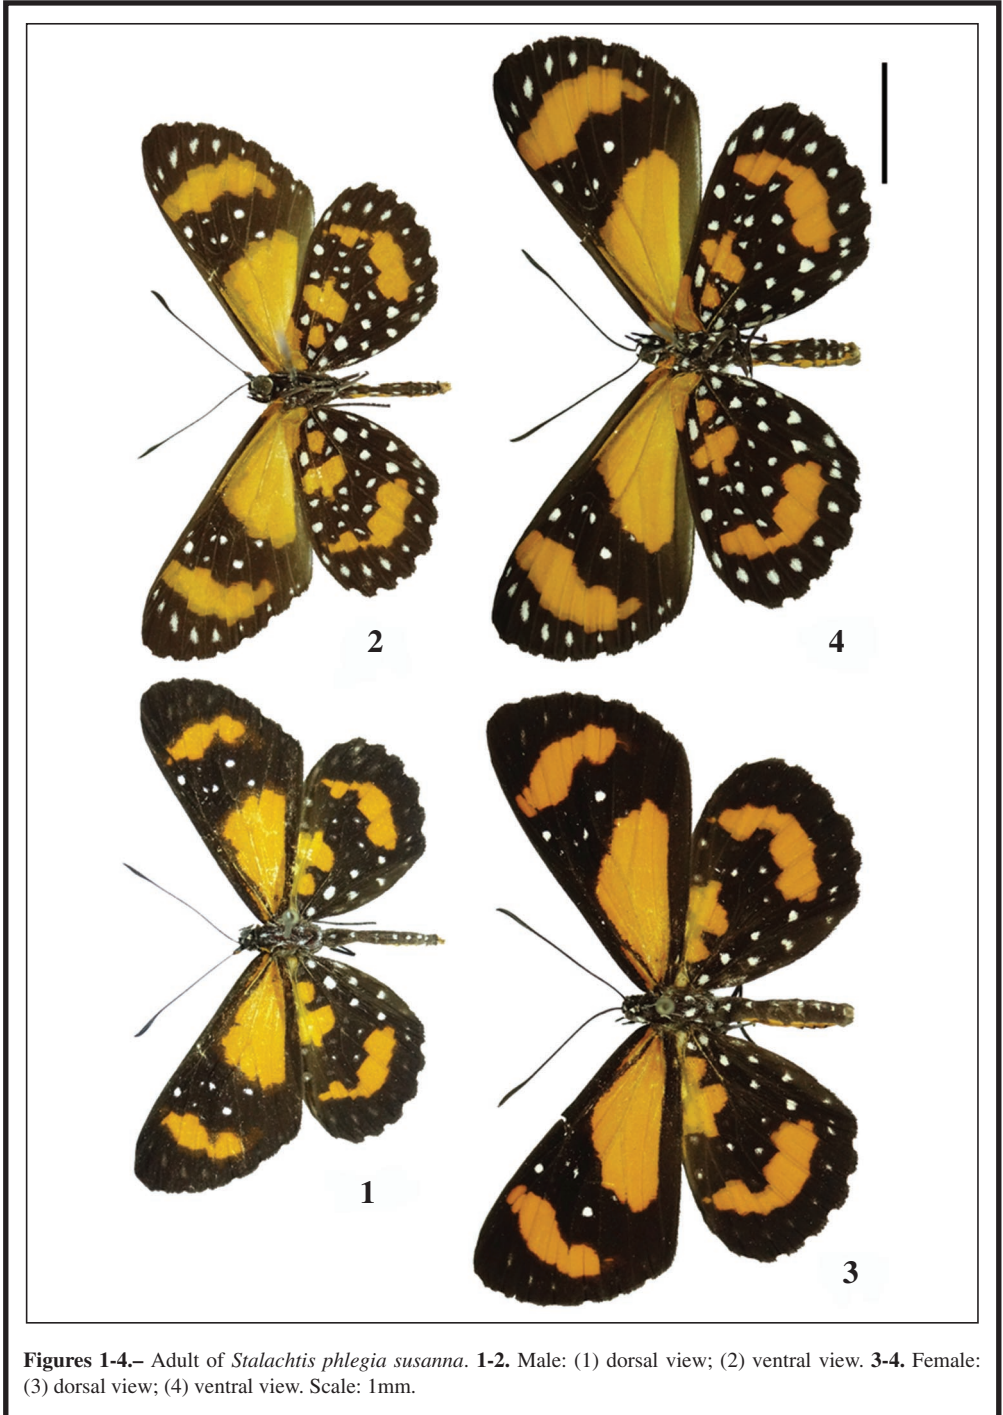 2
4
1
3
Figures 1-4.– Adult of Stalachtis phlegia susanna. 1-2. Male: (1) dorsal view; (2) ventral view. 3-4. Female:
(3) dorsal view; (4) ventral view. Scale: 1mm.